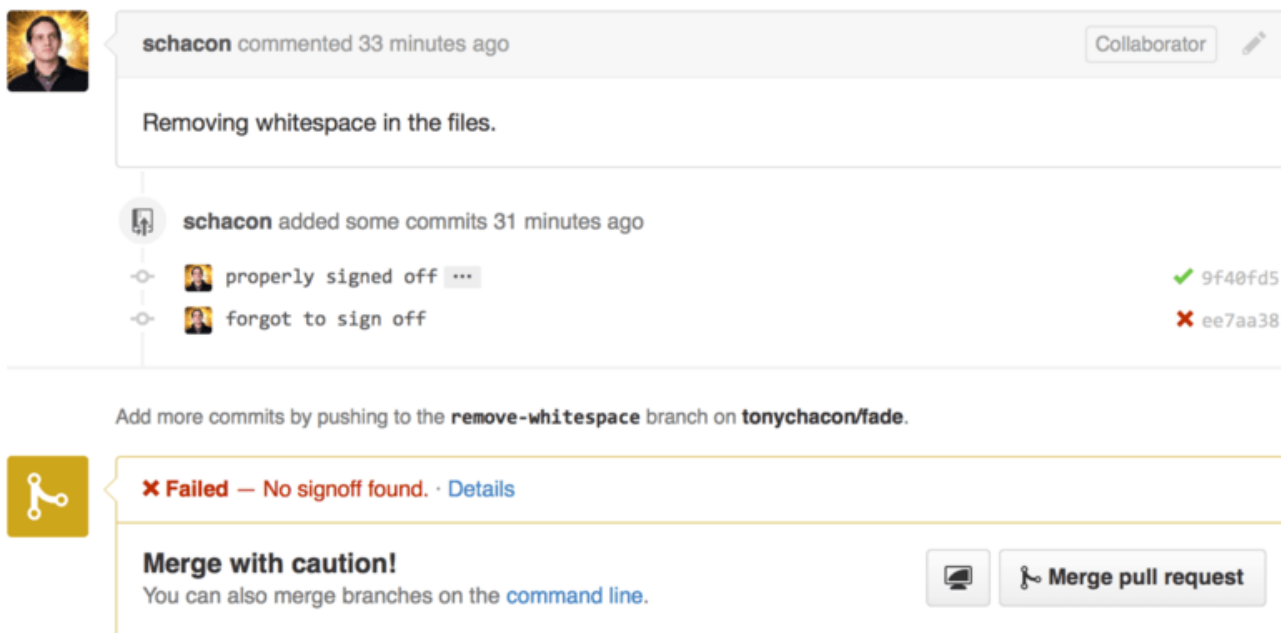 schacon commented 33 minutes ago Collaborator
Removing whitespace in the files.
schacon added some commits 31 minutes ago
properly signed off ··· ✔ 9f40fd5
forgot to sign off ✖ ee7aa38
Add more commits by pushing to the remove-whitespace branch on tonychacon/fade.
✖ Failed — No signoff found. · Details
Merge with caution!
You can also merge branches on the command line.
Merge pull request